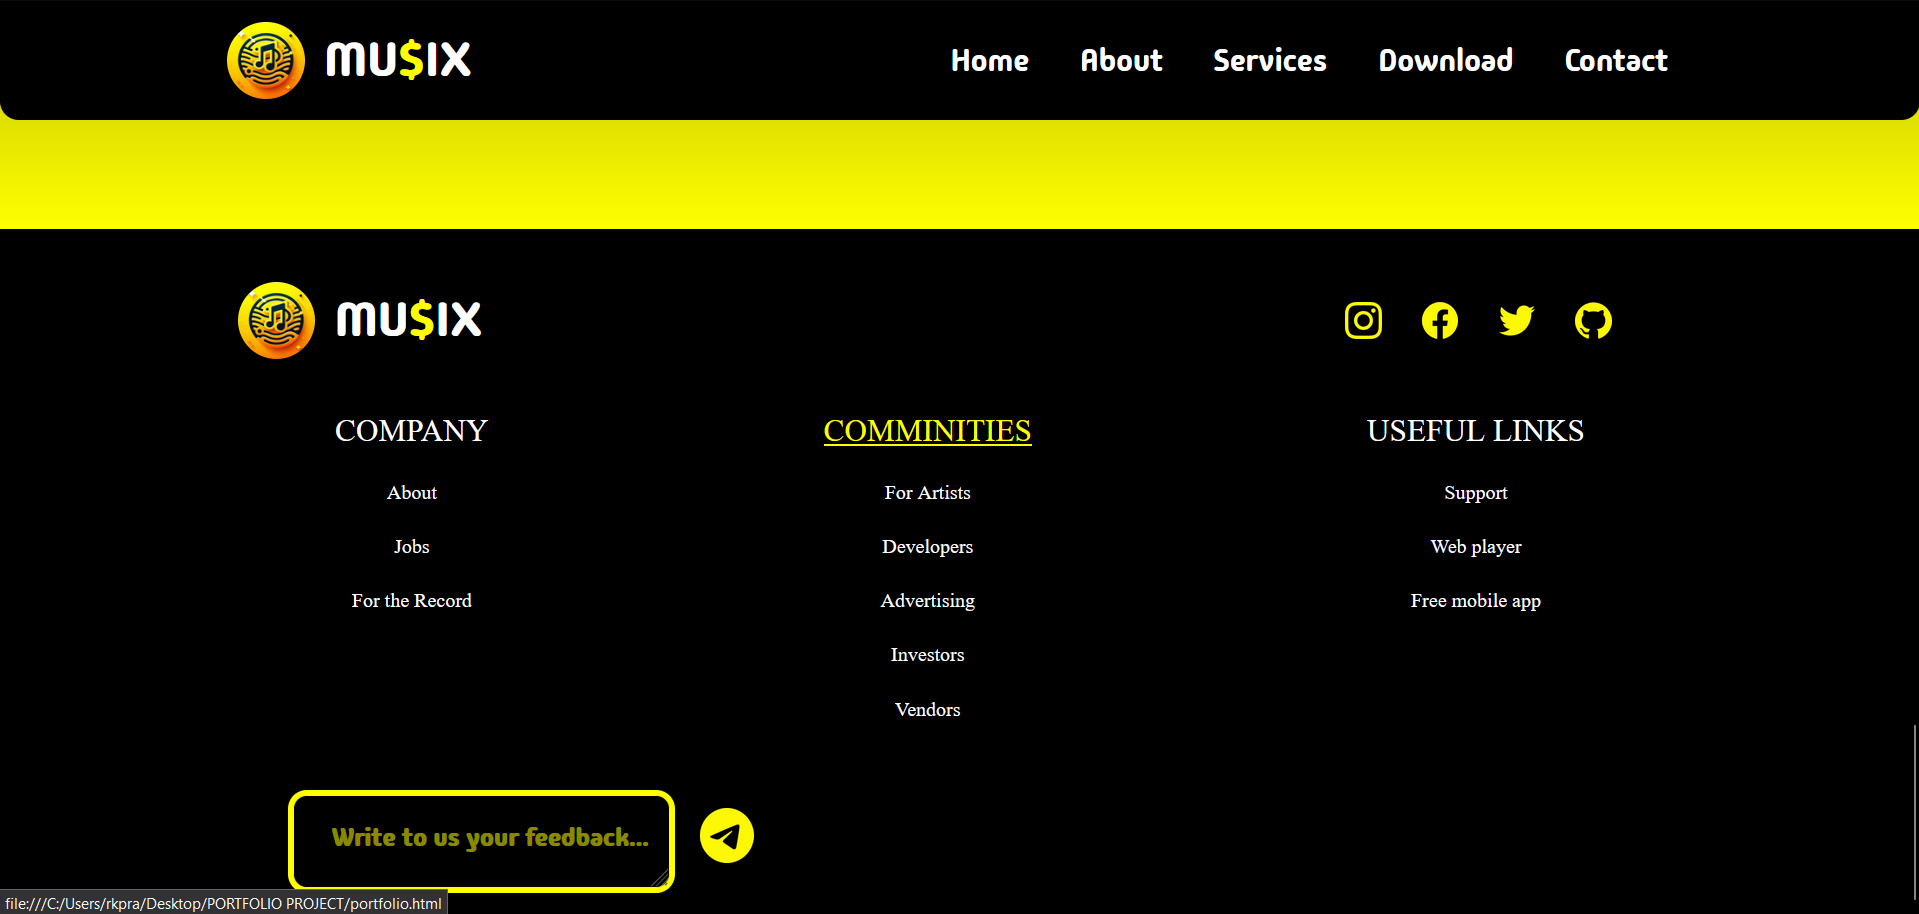 MU$IX
Home About Services Download Contact
MU$IX
COMPANY COMMINITIES USEFUL LINKS
About For Artists Support
Jobs Developers Web player
For the Record Advertising Free mobile app
Investors
Vendors
Write to us your feedback...
file:///C:/Users/rkpra/Desktop/PORTFOLIO PROJECT/portfolio.html